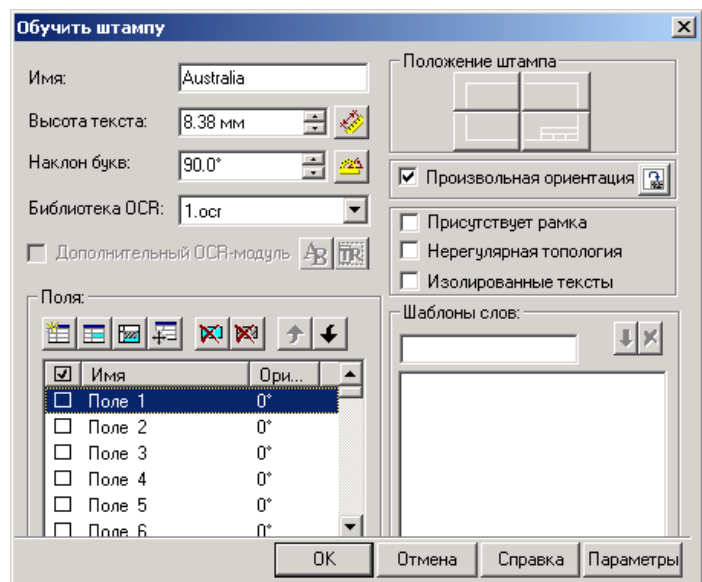 Обучить штампу
Имя: Australia
Высота текста: 8.38 мм
Наклон букв: 90.0°
Библиотека OCR: 1.ocr
Дополнительный OCR-модуль
Поля:
Имя Ори...
Поле 1 0°
Поле 2 0°
Поле 3 0°
Поле 4 0°
Поле 5 0°
Поле 6 0°
Положение штампа
Произвольная ориентация
Присутствует рамка
Нерегулярная топология
Изолированные тексты
Шаблоны слов:
OK Отмена Справка Параметры